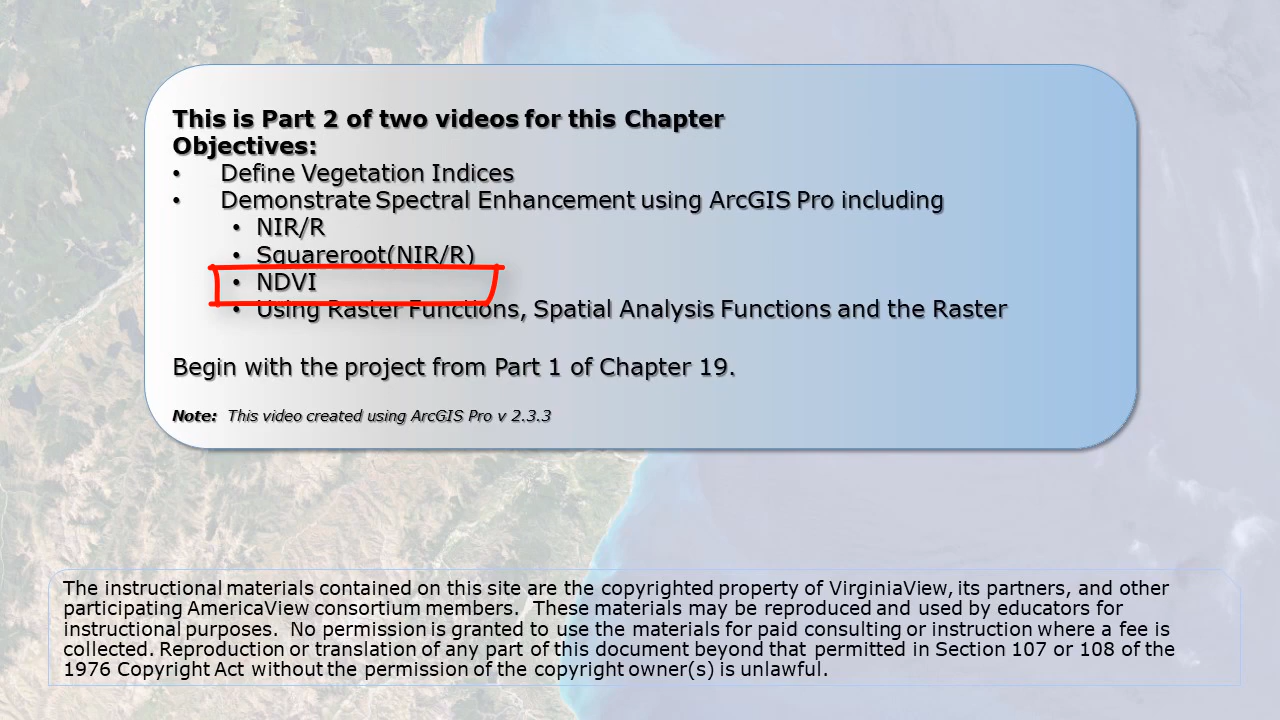 This is Part 2 of two videos for this Chapter
Objectives:
• Define Vegetation Indices
• Demonstrate Spectral Enhancement using ArcGIS Pro including
• NIR/R
• Squareroot(NIR/R)
• NDVI
• Using Raster Functions, Spatial Analysis Functions and the Raster
Begin with the project from Part 1 of Chapter 19.
Note: This video created using ArcGIS Pro v 2.3.3
The instructional materials contained on this site are the copyrighted property of VirginiaView, its partners, and other
participating AmericaView consortium members. These materials may be reproduced and used by educators for
instructional purposes. No permission is granted to use the materials for paid consulting or instruction where a fee is
collected. Reproduction or translation of any part of this document beyond that permitted in Section 107 or 108 of the
1976 Copyright Act without the permission of the copyright owner(s) is unlawful.